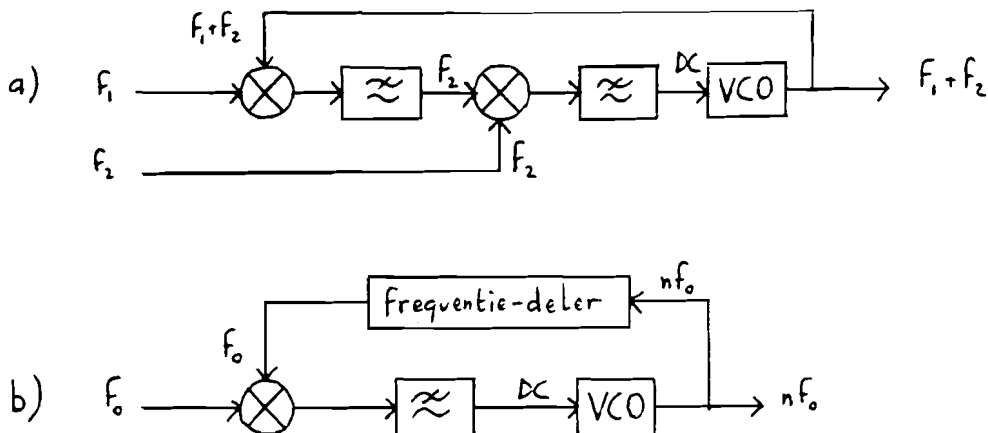 F₁+F₂
a) F₁ F₂ DC VCO F₁+F₂
F₂ F₂
nf₀
frequentie-deler
F₀
b) F₀ DC VCO nf₀